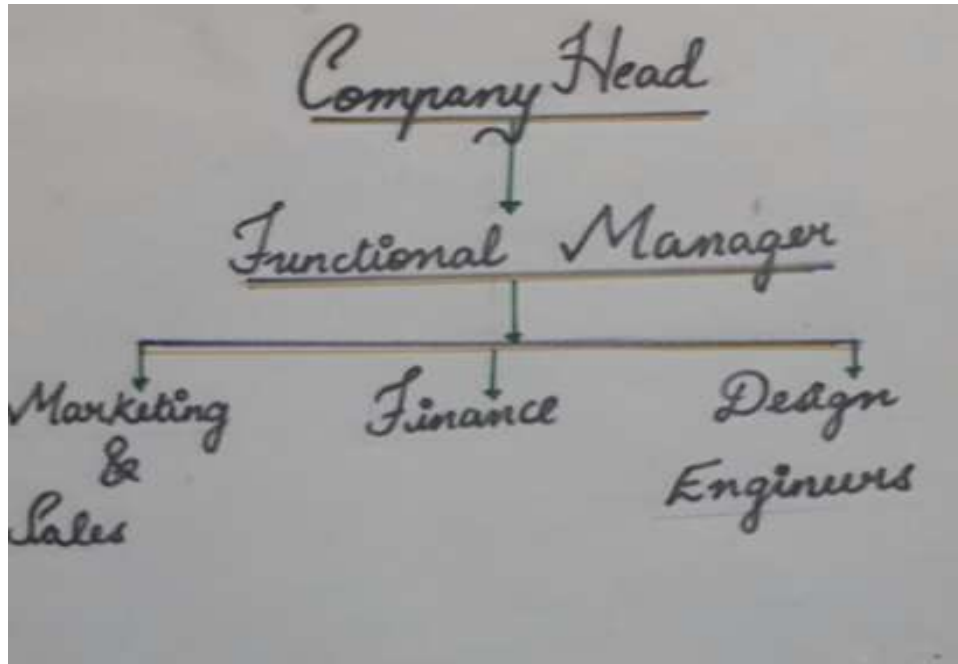 Company Head
Functional Manager
Marketing Finance Design
& Engineers
Sales